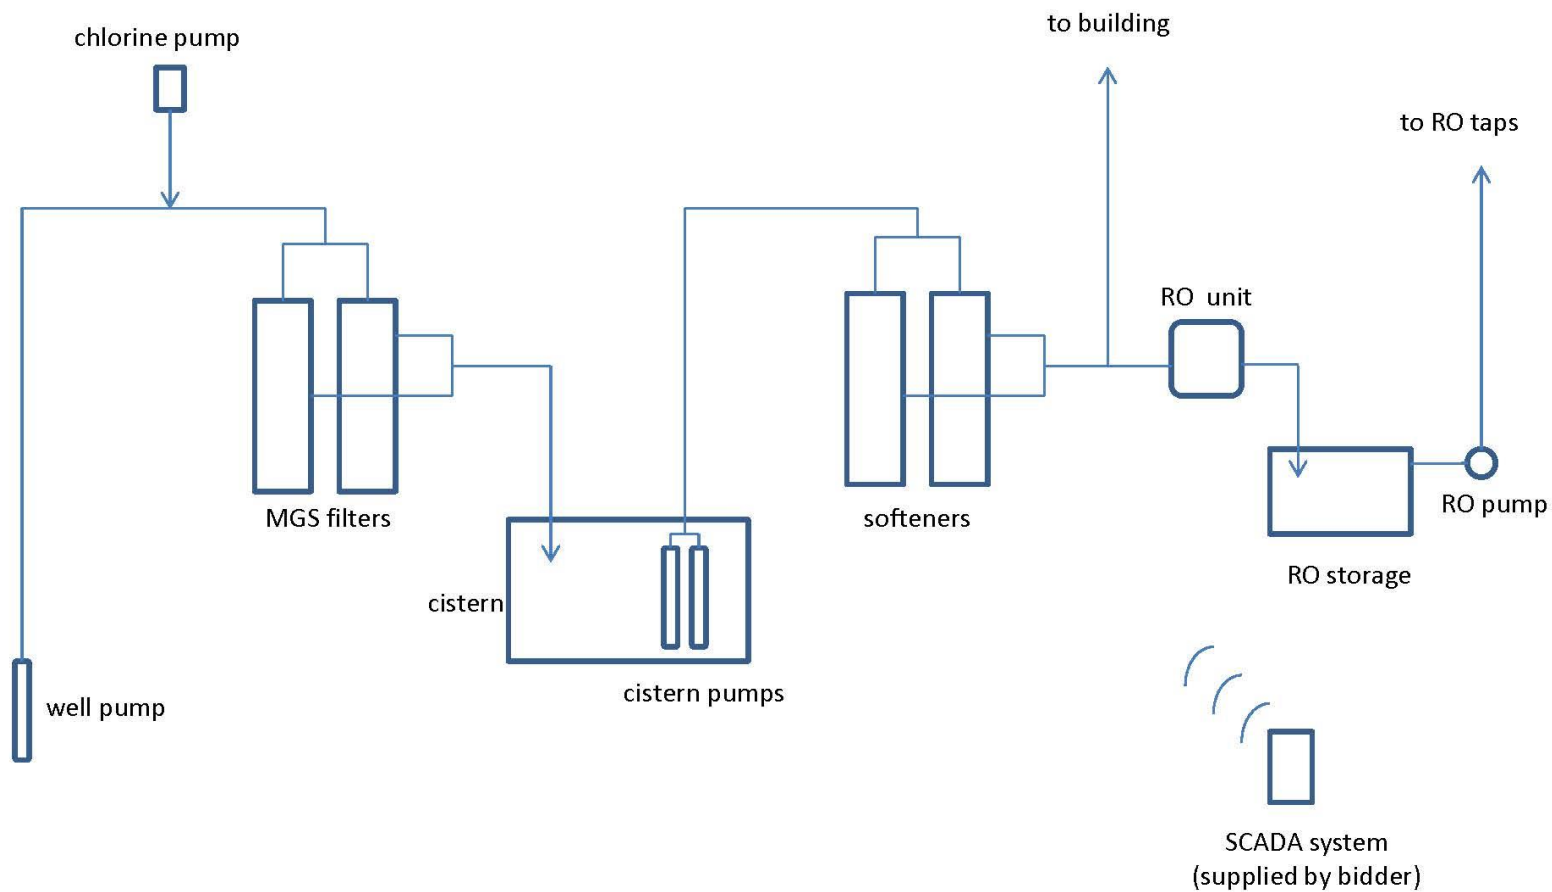 chlorine pump
to building
to RO taps
RO unit
MGS filters
softeners
RO pump
RO storage
cistern
cistern pumps
well pump
SCADA system
(supplied by bidder)